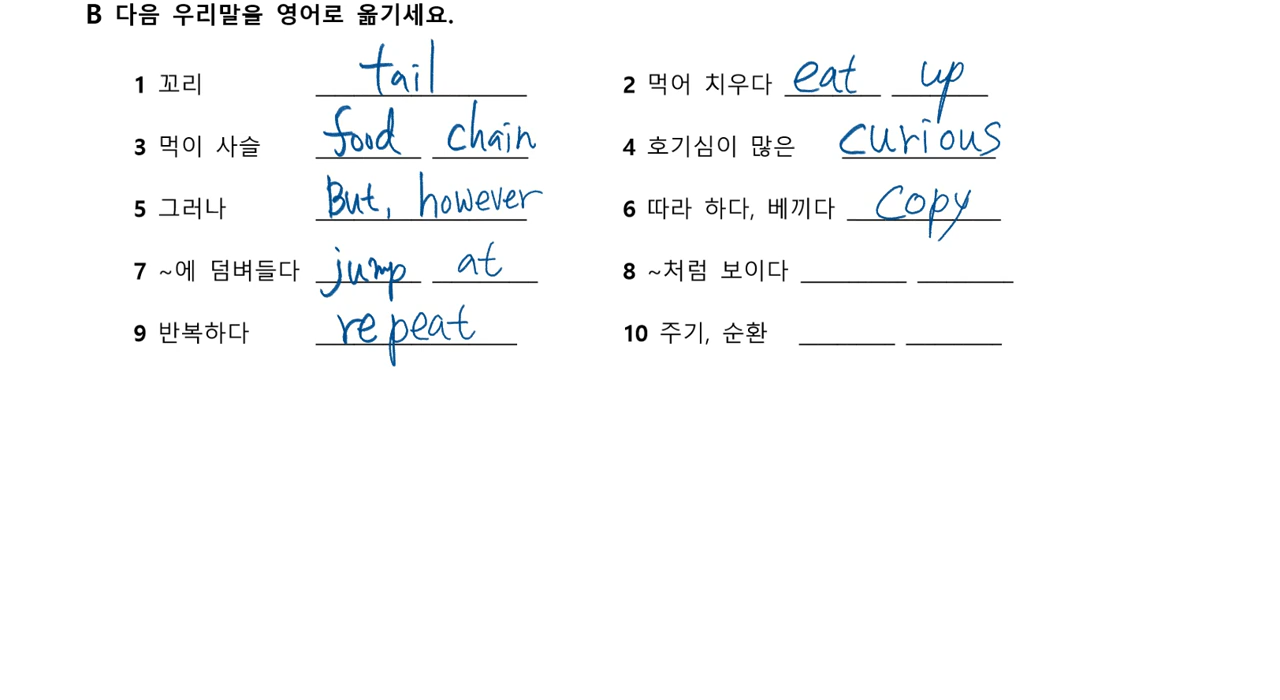 B 다음 우리말을 영어로 옮기세요.
1 꼬리 tail 2 먹어 치우다 eat up
3 먹이 사슬 food chain 4 호기심이 많은 curious
5 그러나 But, however 6 따라 하다, 베끼다 copy
7 ~에 덤벼들다 jump at 8 ~처럼 보이다
9 반복하다 repeat 10 주기, 순환